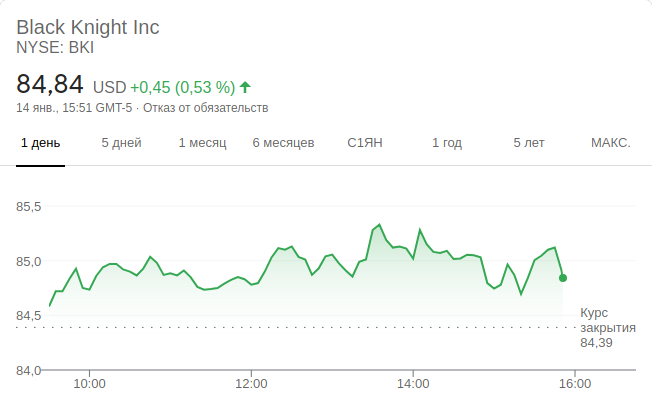 Black Knight Inc
NYSE: BKI
84,84 USD +0,45 (0,53 %)
14 янв., 15:51 GMT-5 · Отказ от обязательств
1 день 5 дней 1 месяц 6 месяцев С1ЯН 1 год 5 лет МАКС.
85,5
85,0
84,5
Курс
закрытия
84,39
84,0
10:00 12:00 14:00 16:00